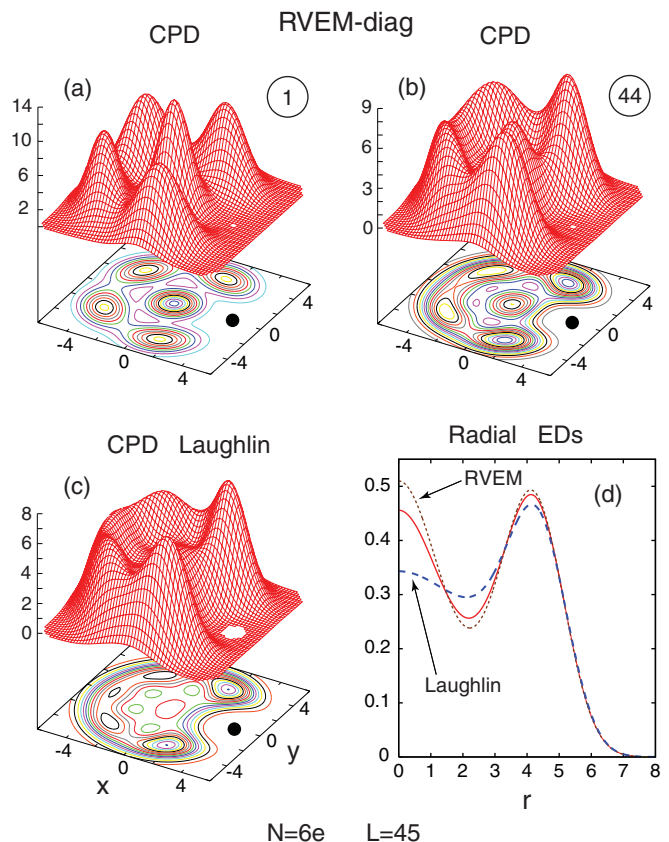 RVEM-diag
CPD CPD
(a) 1 (b) 44
14
10
6
2
9
6
3
0
-4 0 4 -4 0 4
-4 0 4 -4 0 4
CPD Laughlin Radial EDs
(c)
8
6
4
2
0
-4 0 4 -4 0 4
x y
(d)
RVEM
Laughlin
0.5
0.4
0.3
0.2
0.1
0
0 1 2 3 4 5 6 7 8
r
N=6e L=45